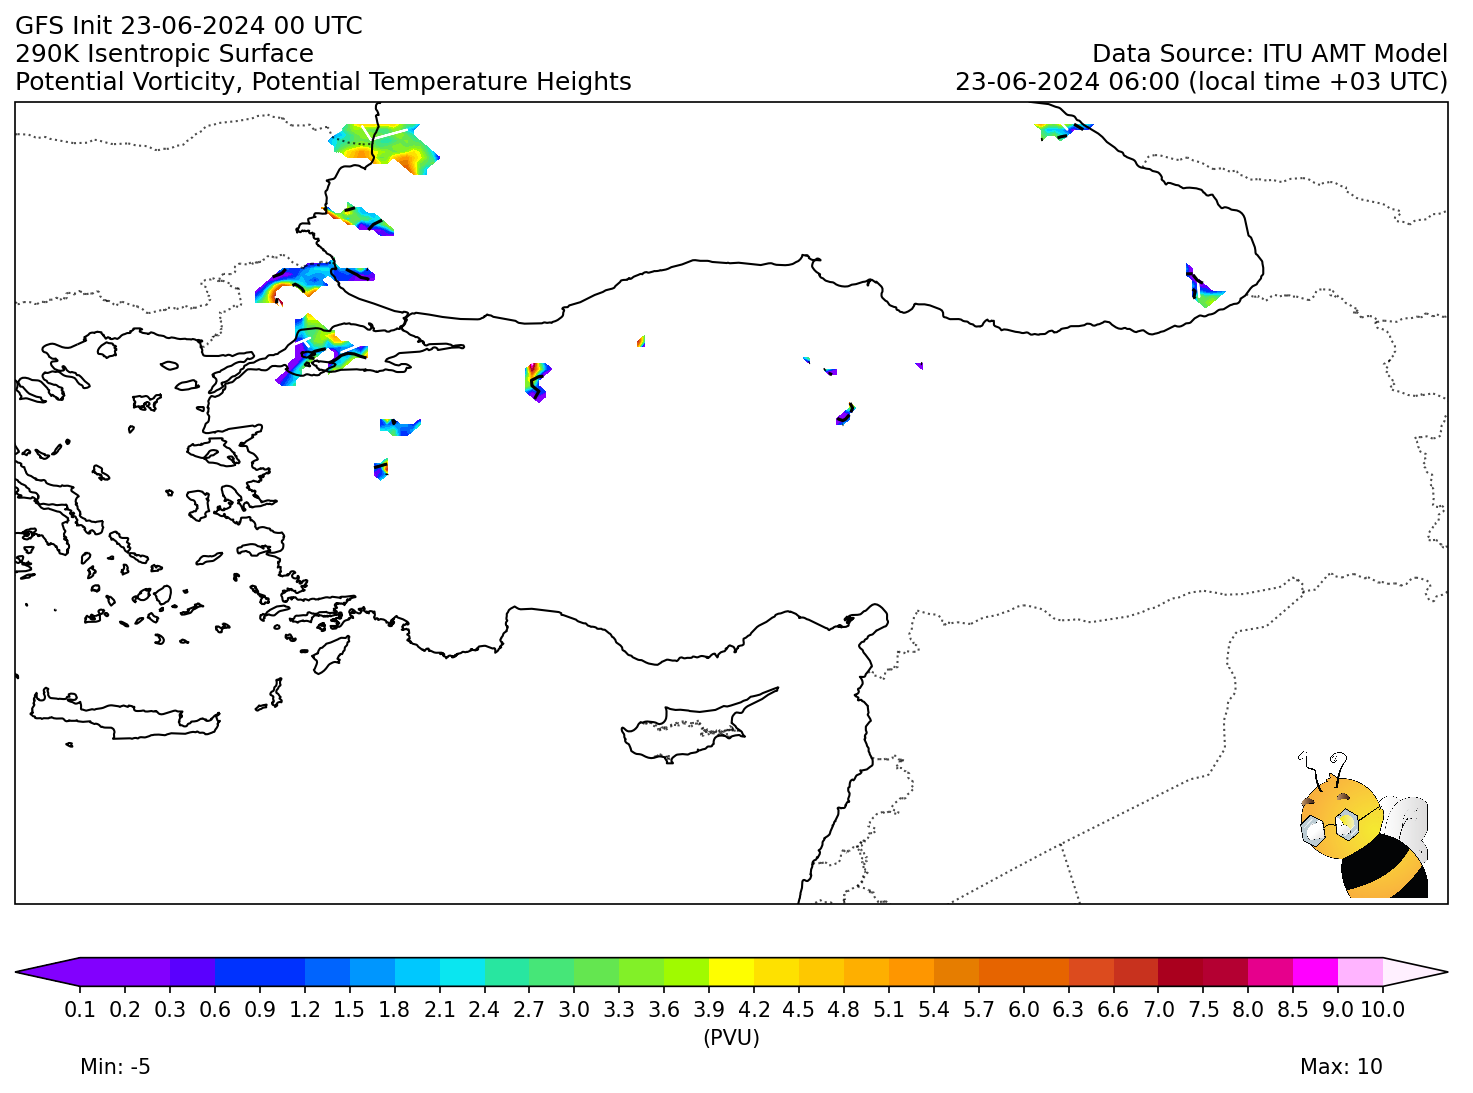 GFS Init 23-06-2024 00 UTC
290K Isentropic Surface
Data Source: ITU AMT Model
Potential Vorticity, Potential Temperature Heights
23-06-2024 06:00 (local time +03 UTC)
0.1 0.2 0.3 0.6 0.9 1.2 1.5 1.8 2.1 2.4 2.7 3.0 3.3 3.6 3.9 4.2 4.5 4.8 5.1 5.4 5.7 6.0 6.3 6.6 7.0 7.5 8.0 8.5 9.0 10.0
(PVU)
Min: -5
Max: 10